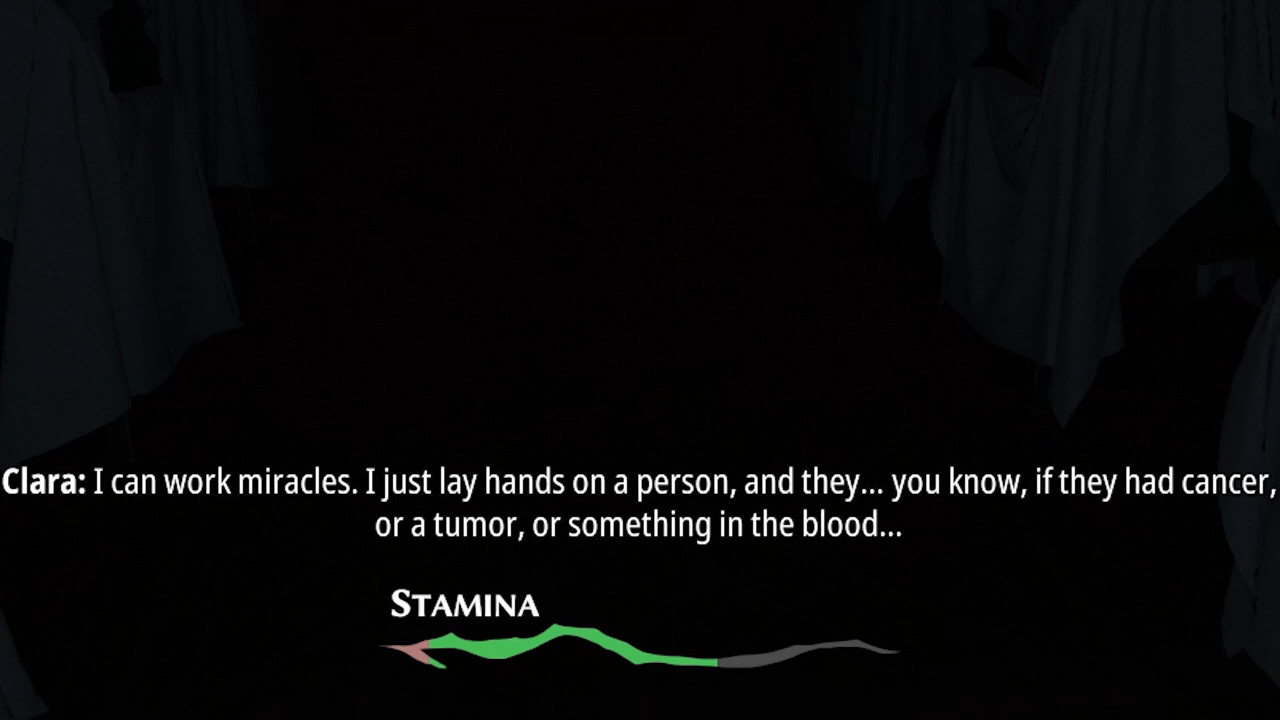 Clara: I can work miracles. I just lay hands on a person, and they... you know, if they had cancer,
or a tumor, or something in the blood...
STAMINA